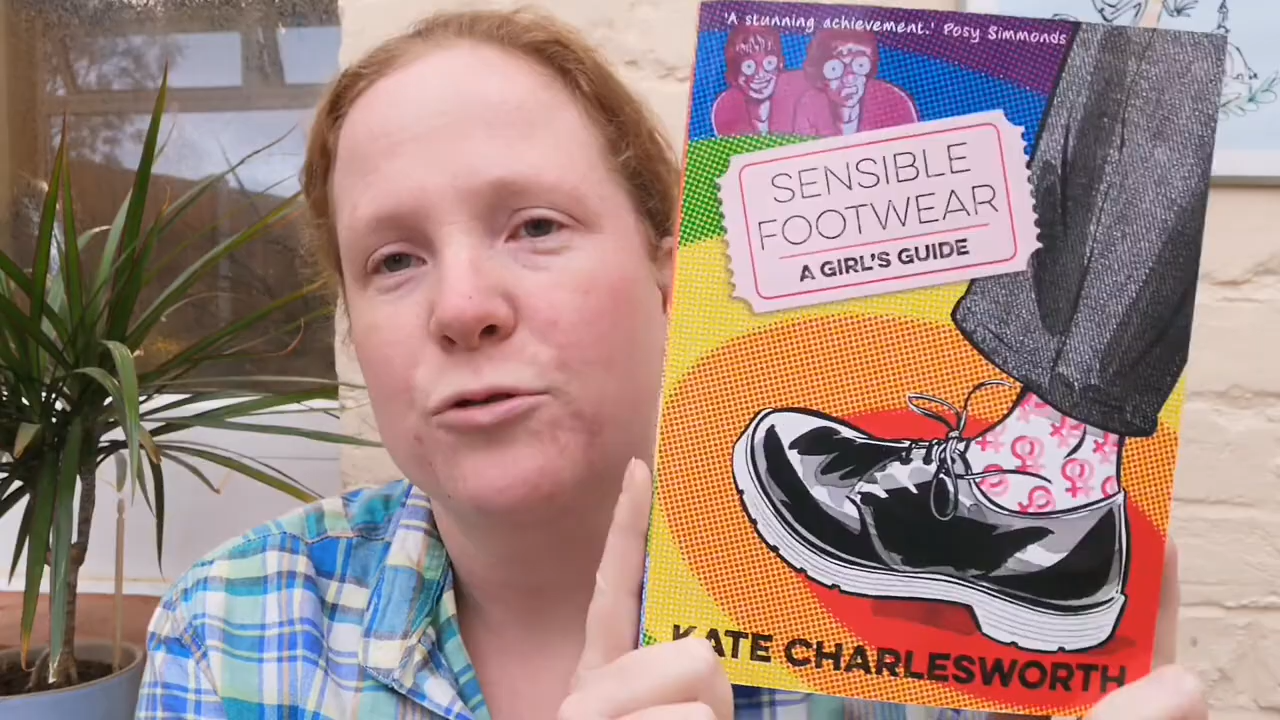 'A stunning achievement.' Posy Simmonds
SENSIBLE
FOOTWEAR
A GIRL'S GUIDE
KATE CHARLESWORTH